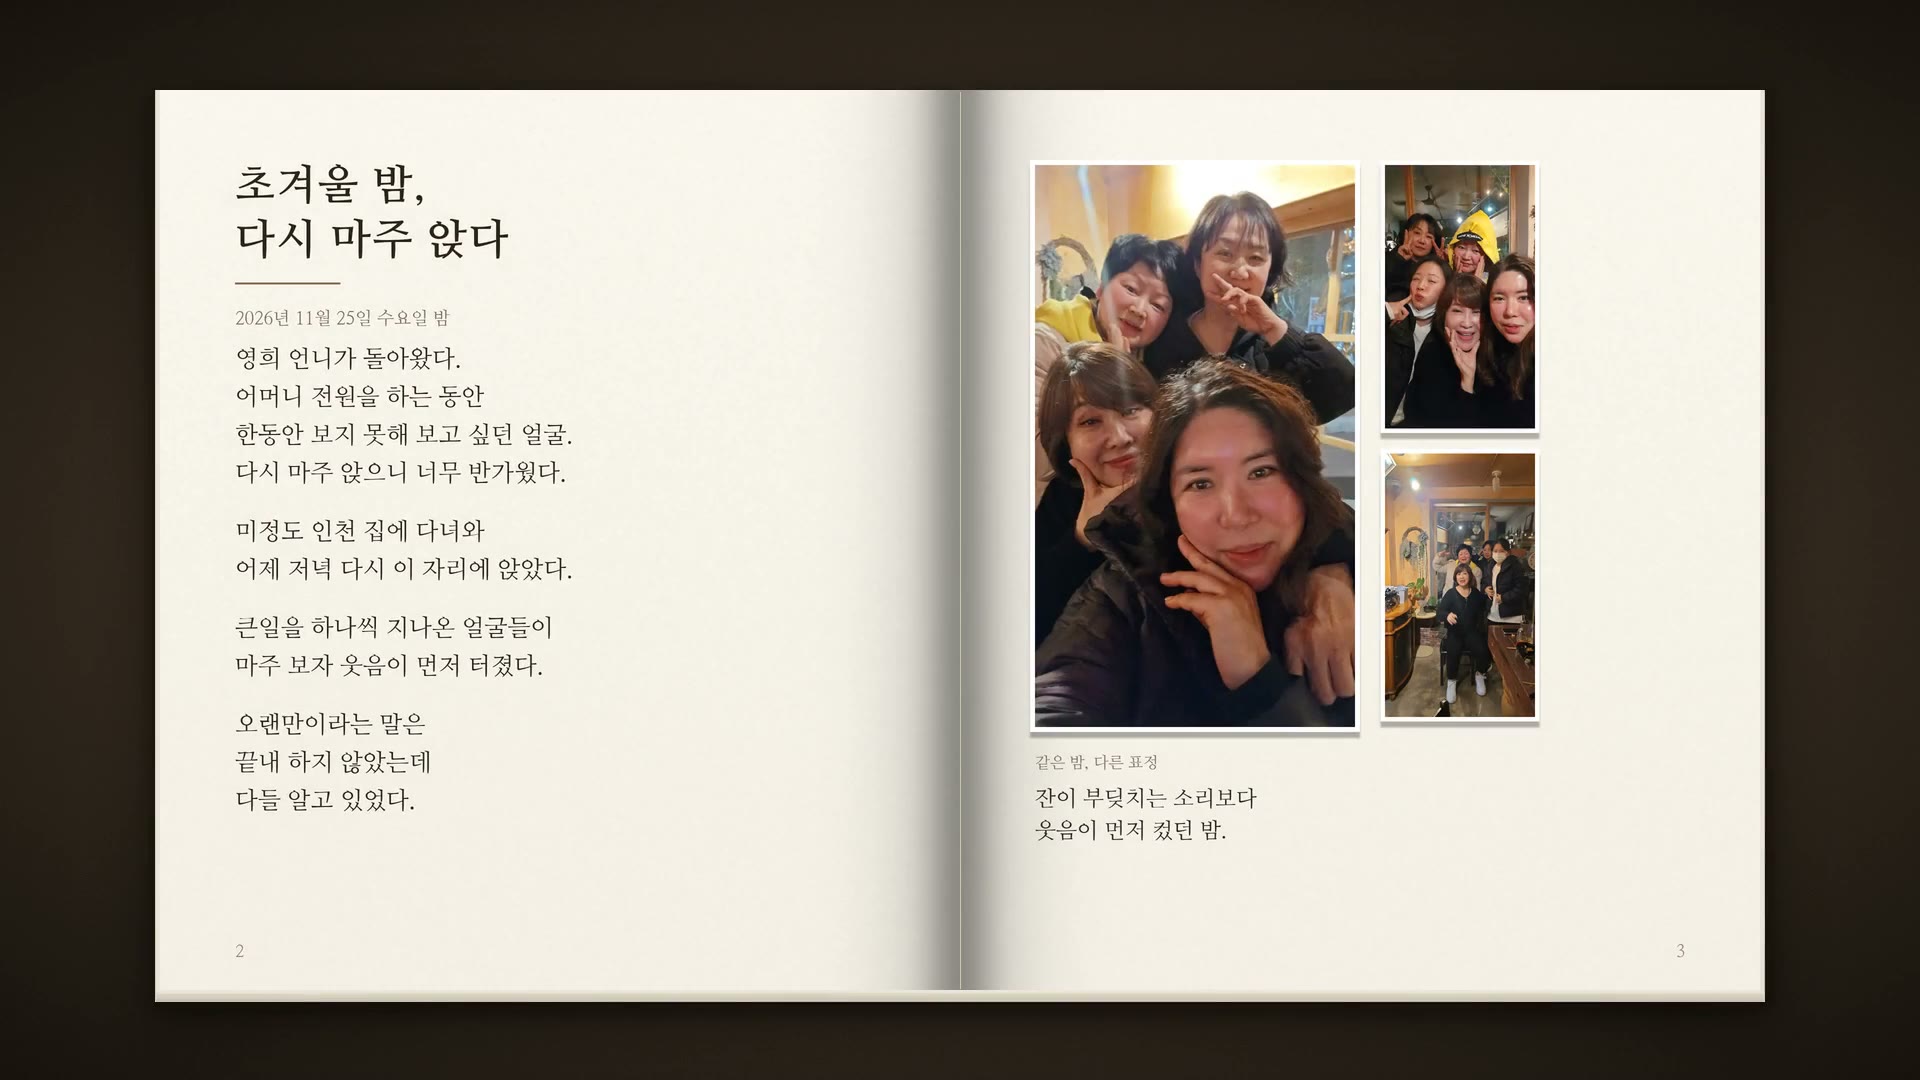 초겨울 밤,
다시 마주 앉다
2026년 11월 25일 수요일 밤
영희 언니가 돌아왔다.
어머니 전원을 하는 동안
한동안 보지 못해 보고 싶던 얼굴.
다시 마주 앉으니 너무 반가웠다.
미정도 인천 집에 다녀와
어제 저녁 다시 이 자리에 앉았다.
큰일을 하나씩 지나온 얼굴들이
마주 보자 웃음이 먼저 터졌다.
오랜만이라는 말은
끝내 하지 않았는데
다들 알고 있었다.
2
같은 밤, 다른 표정
잔이 부딪치는 소리보다
웃음이 먼저 컸던 밤.
3